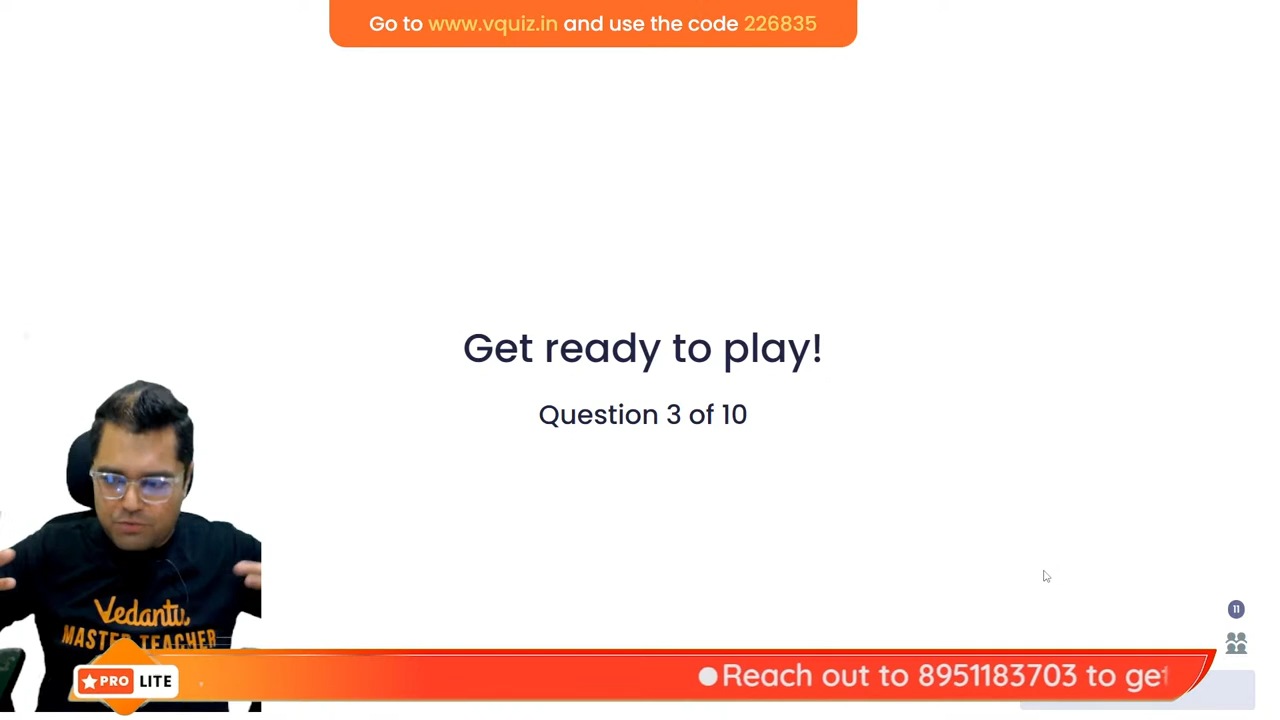 Go to www.vquiz.in and use the code 226835
Get ready to play!
Question 3 of 10
Vedantu
MASTER TEACHER
11
PRO LITE
Reach out to 8951183703 to get